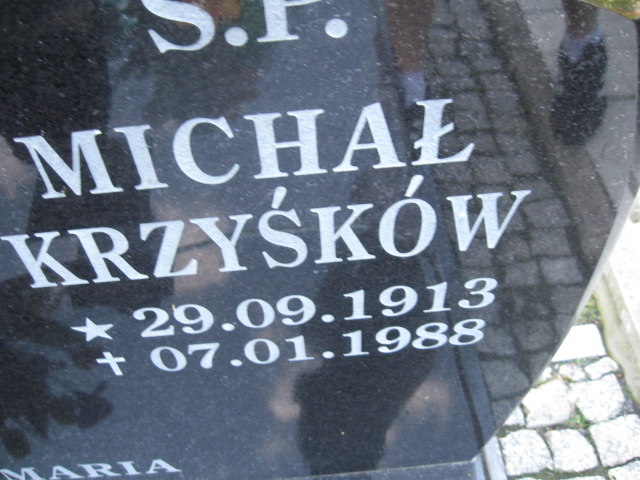 Ś.P.
MICHAŁ
KRZYŚKÓW
★ 29.09.1913
✝ 07.01.1988
MARIA